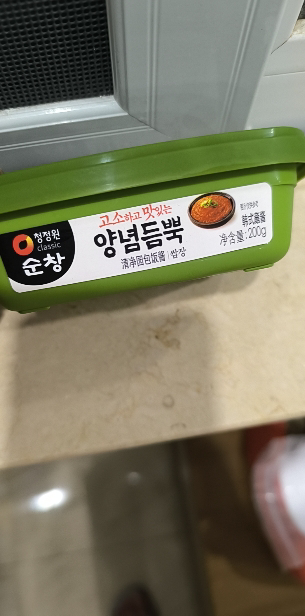 고소하고 맛있는
청정원
classic
순창
양념듬뿍
清净园包饭酱 / 쌈장
韩式蘸酱
净含量: 200g